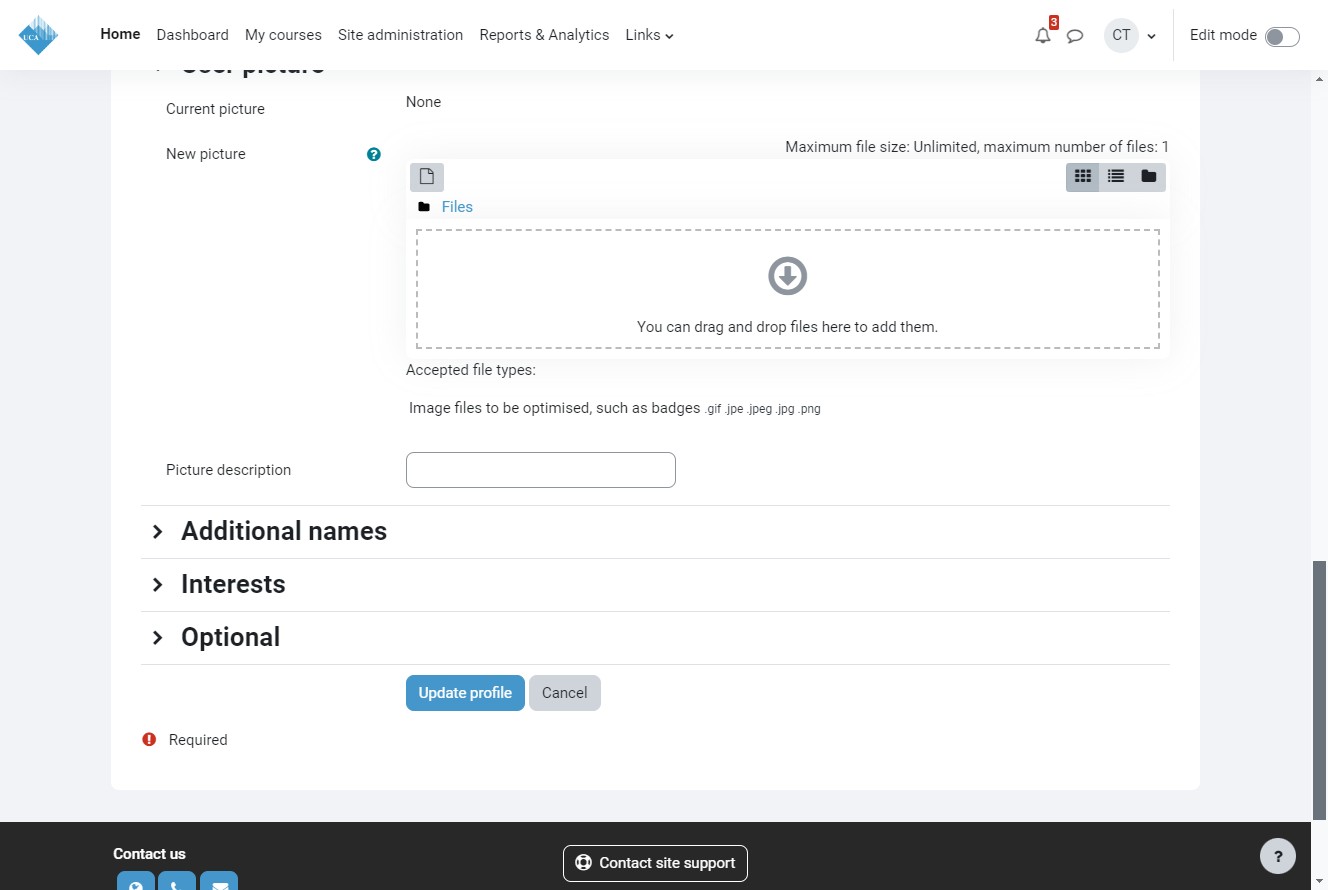 UCA
Home Dashboard My courses Site administration Reports & Analytics Links
3
CT
Edit mode
User picture
Current picture
None
New picture
?
Maximum file size: Unlimited, maximum number of files: 1
Files
You can drag and drop files here to add them.
Accepted file types:
Image files to be optimised, such as badges .gif .jpe .jpeg .jpg .png
Picture description
Additional names
Interests
Optional
Update profile Cancel
! Required
Contact us
Contact site support
?